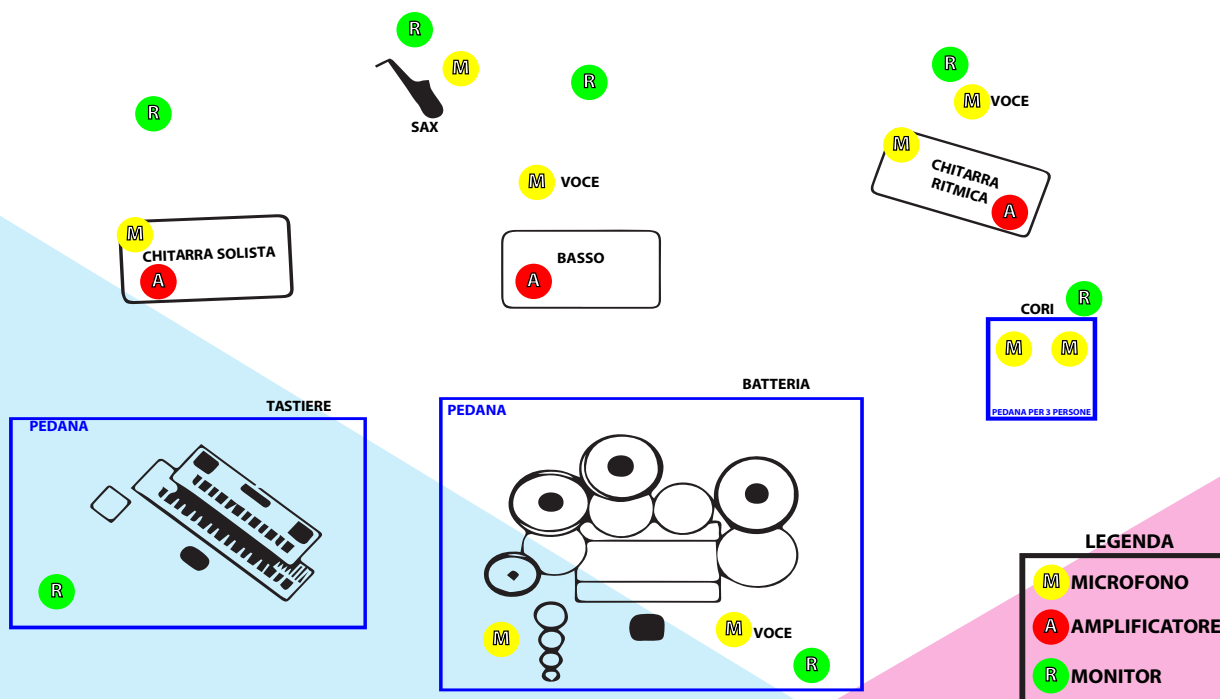 R
R
R
R
M
SAX
M VOCE
M VOCE
M
CHITARRA
RITMICA
A
M
CHITARRA SOLISTA
A
BASSO
A
CORI
R
M M
PEDANA PER 3 PERSONE
TASTIERE
PEDANA
R
BATTERIA
PEDANA
M
M VOCE
R
LEGENDA
M MICROFONO
A AMPLIFICATORE
R MONITOR